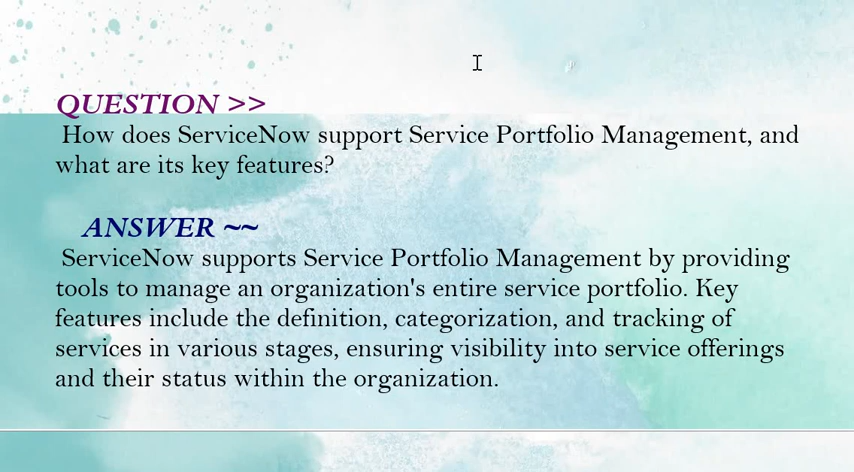 QUESTION >>
How does ServiceNow support Service Portfolio Management, and
what are its key features?
ANSWER ~~
ServiceNow supports Service Portfolio Management by providing
tools to manage an organization's entire service portfolio. Key
features include the definition, categorization, and tracking of
services in various stages, ensuring visibility into service offerings
and their status within the organization.